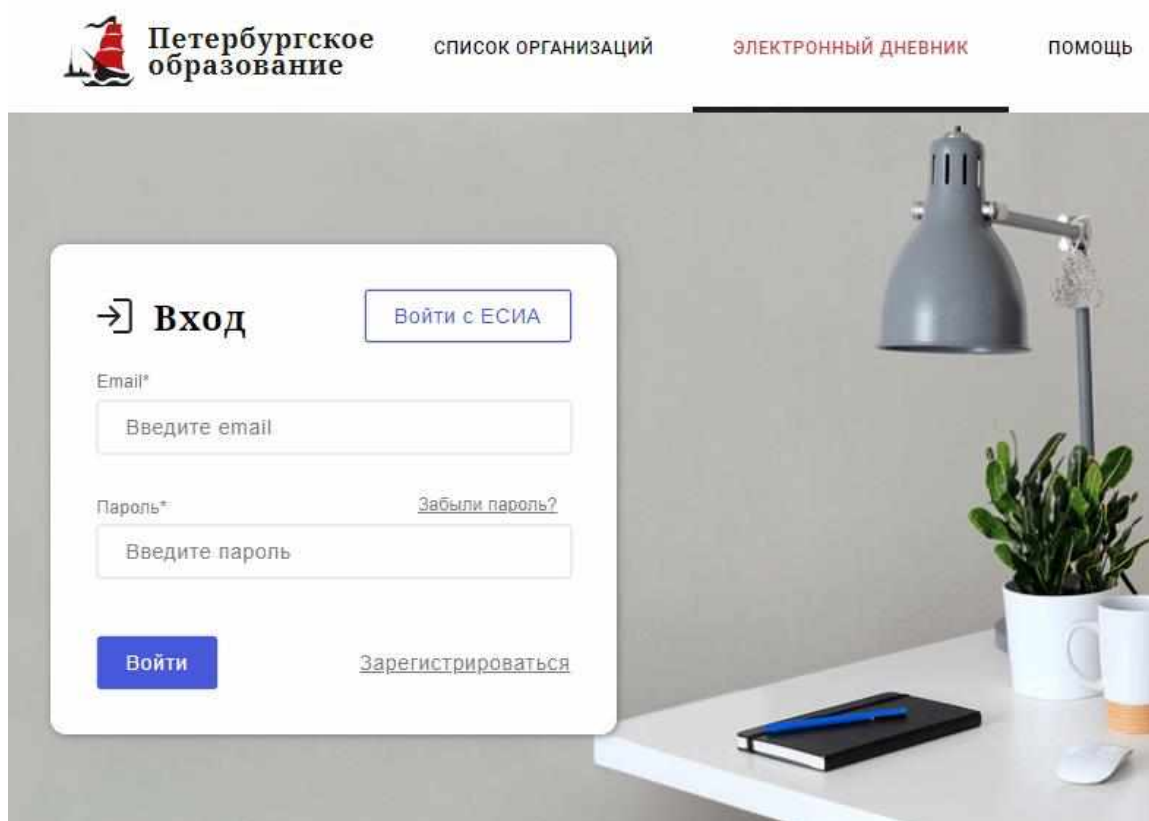 Петербургское
образование
СПИСОК ОРГАНИЗАЦИЙ
ЭЛЕКТРОННЫЙ ДНЕВНИК
ПОМОЩЬ
Вход
Войти с ЕСИА
Email*
Введите email
Пароль*
Забыли пароль?
Введите пароль
Войти
Зарегистрироваться